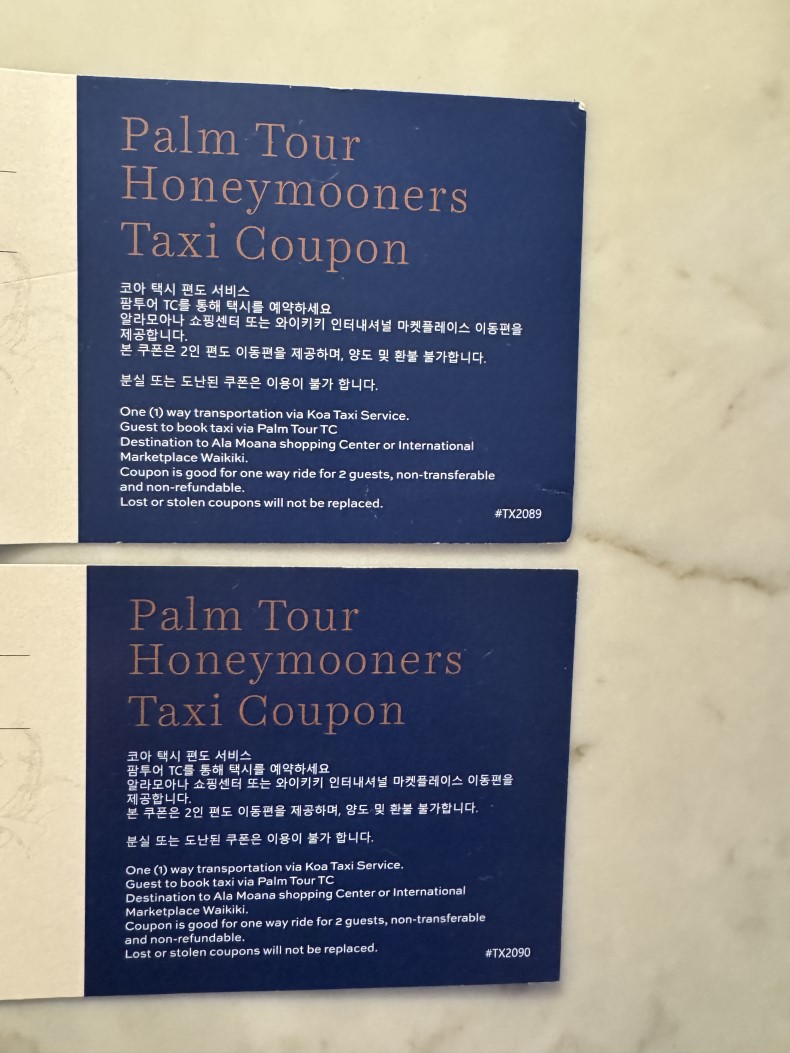 Palm Tour
Honeymooners
Taxi Coupon
코아 택시 편도 서비스
팜투어 TC를 통해 택시를 예약하세요
알라모아나 쇼핑센터 또는 와이키키 인터내셔널 마켓플레이스 이동편을
제공합니다.
본 쿠폰은 2인 편도 이동편을 제공하며, 양도 및 환불 불가합니다.
분실 또는 도난된 쿠폰은 이용이 불가 합니다.
One (1) way transportation via Koa Taxi Service.
Guest to book taxi via Palm Tour TC
Destination to Ala Moana shopping Center or International
Marketplace Waikiki.
Coupon is good for one way ride for 2 guests, non-transferable
and non-refundable.
Lost or stolen coupons will not be replaced.
#TX2089
Palm Tour
Honeymooners
Taxi Coupon
코아 택시 편도 서비스
팜투어 TC를 통해 택시를 예약하세요
알라모아나 쇼핑센터 또는 와이키키 인터내셔널 마켓플레이스 이동편을
제공합니다.
본 쿠폰은 2인 편도 이동편을 제공하며, 양도 및 환불 불가합니다.
분실 또는 도난된 쿠폰은 이용이 불가 합니다.
One (1) way transportation via Koa Taxi Service.
Guest to book taxi via Palm Tour TC
Destination to Ala Moana shopping Center or International
Marketplace Waikiki.
Coupon is good for one way ride for 2 guests, non-transferable
and non-refundable.
Lost or stolen coupons will not be replaced.
#TX2090